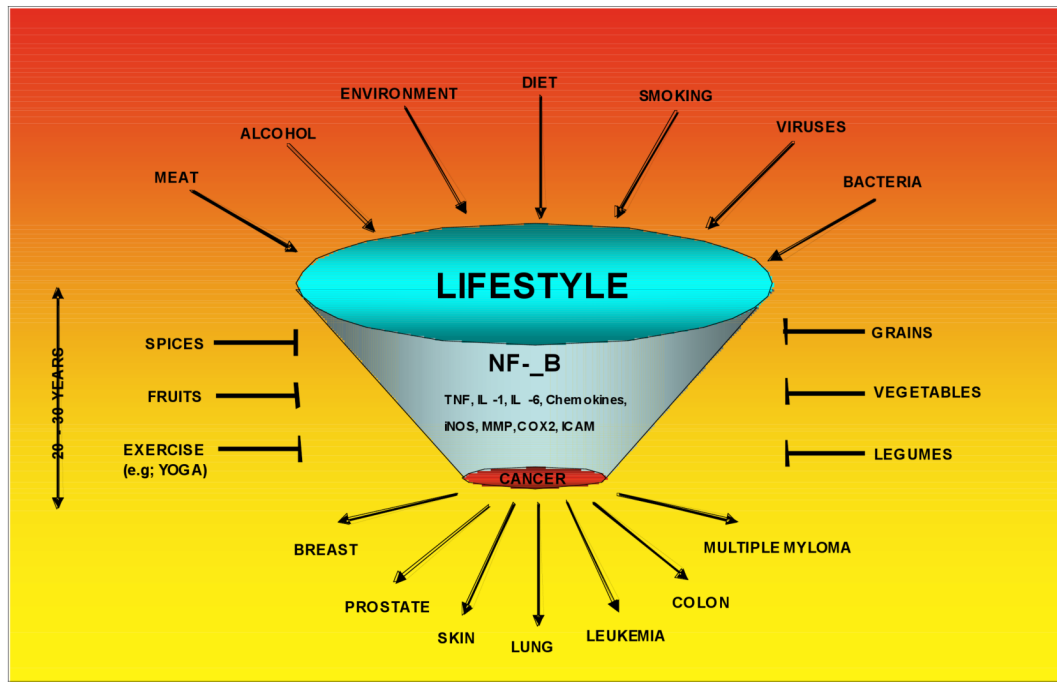 DIET
ENVIRONMENT
SMOKING
ALCOHOL
VIRUSES
MEAT
BACTERIA
LIFESTYLE
20 - 30 YEARS
SPICES
GRAINS
NF-_B
FRUITS
VEGETABLES
TNF, IL -1, IL -6, Chemokines,
iNOS, MMP, COX2, ICAM
EXERCISE
(e.g; YOGA)
LEGUMES
CANCER
BREAST
MULTIPLE MYLOMA
PROSTATE
COLON
SKIN
LEUKEMIA
LUNG